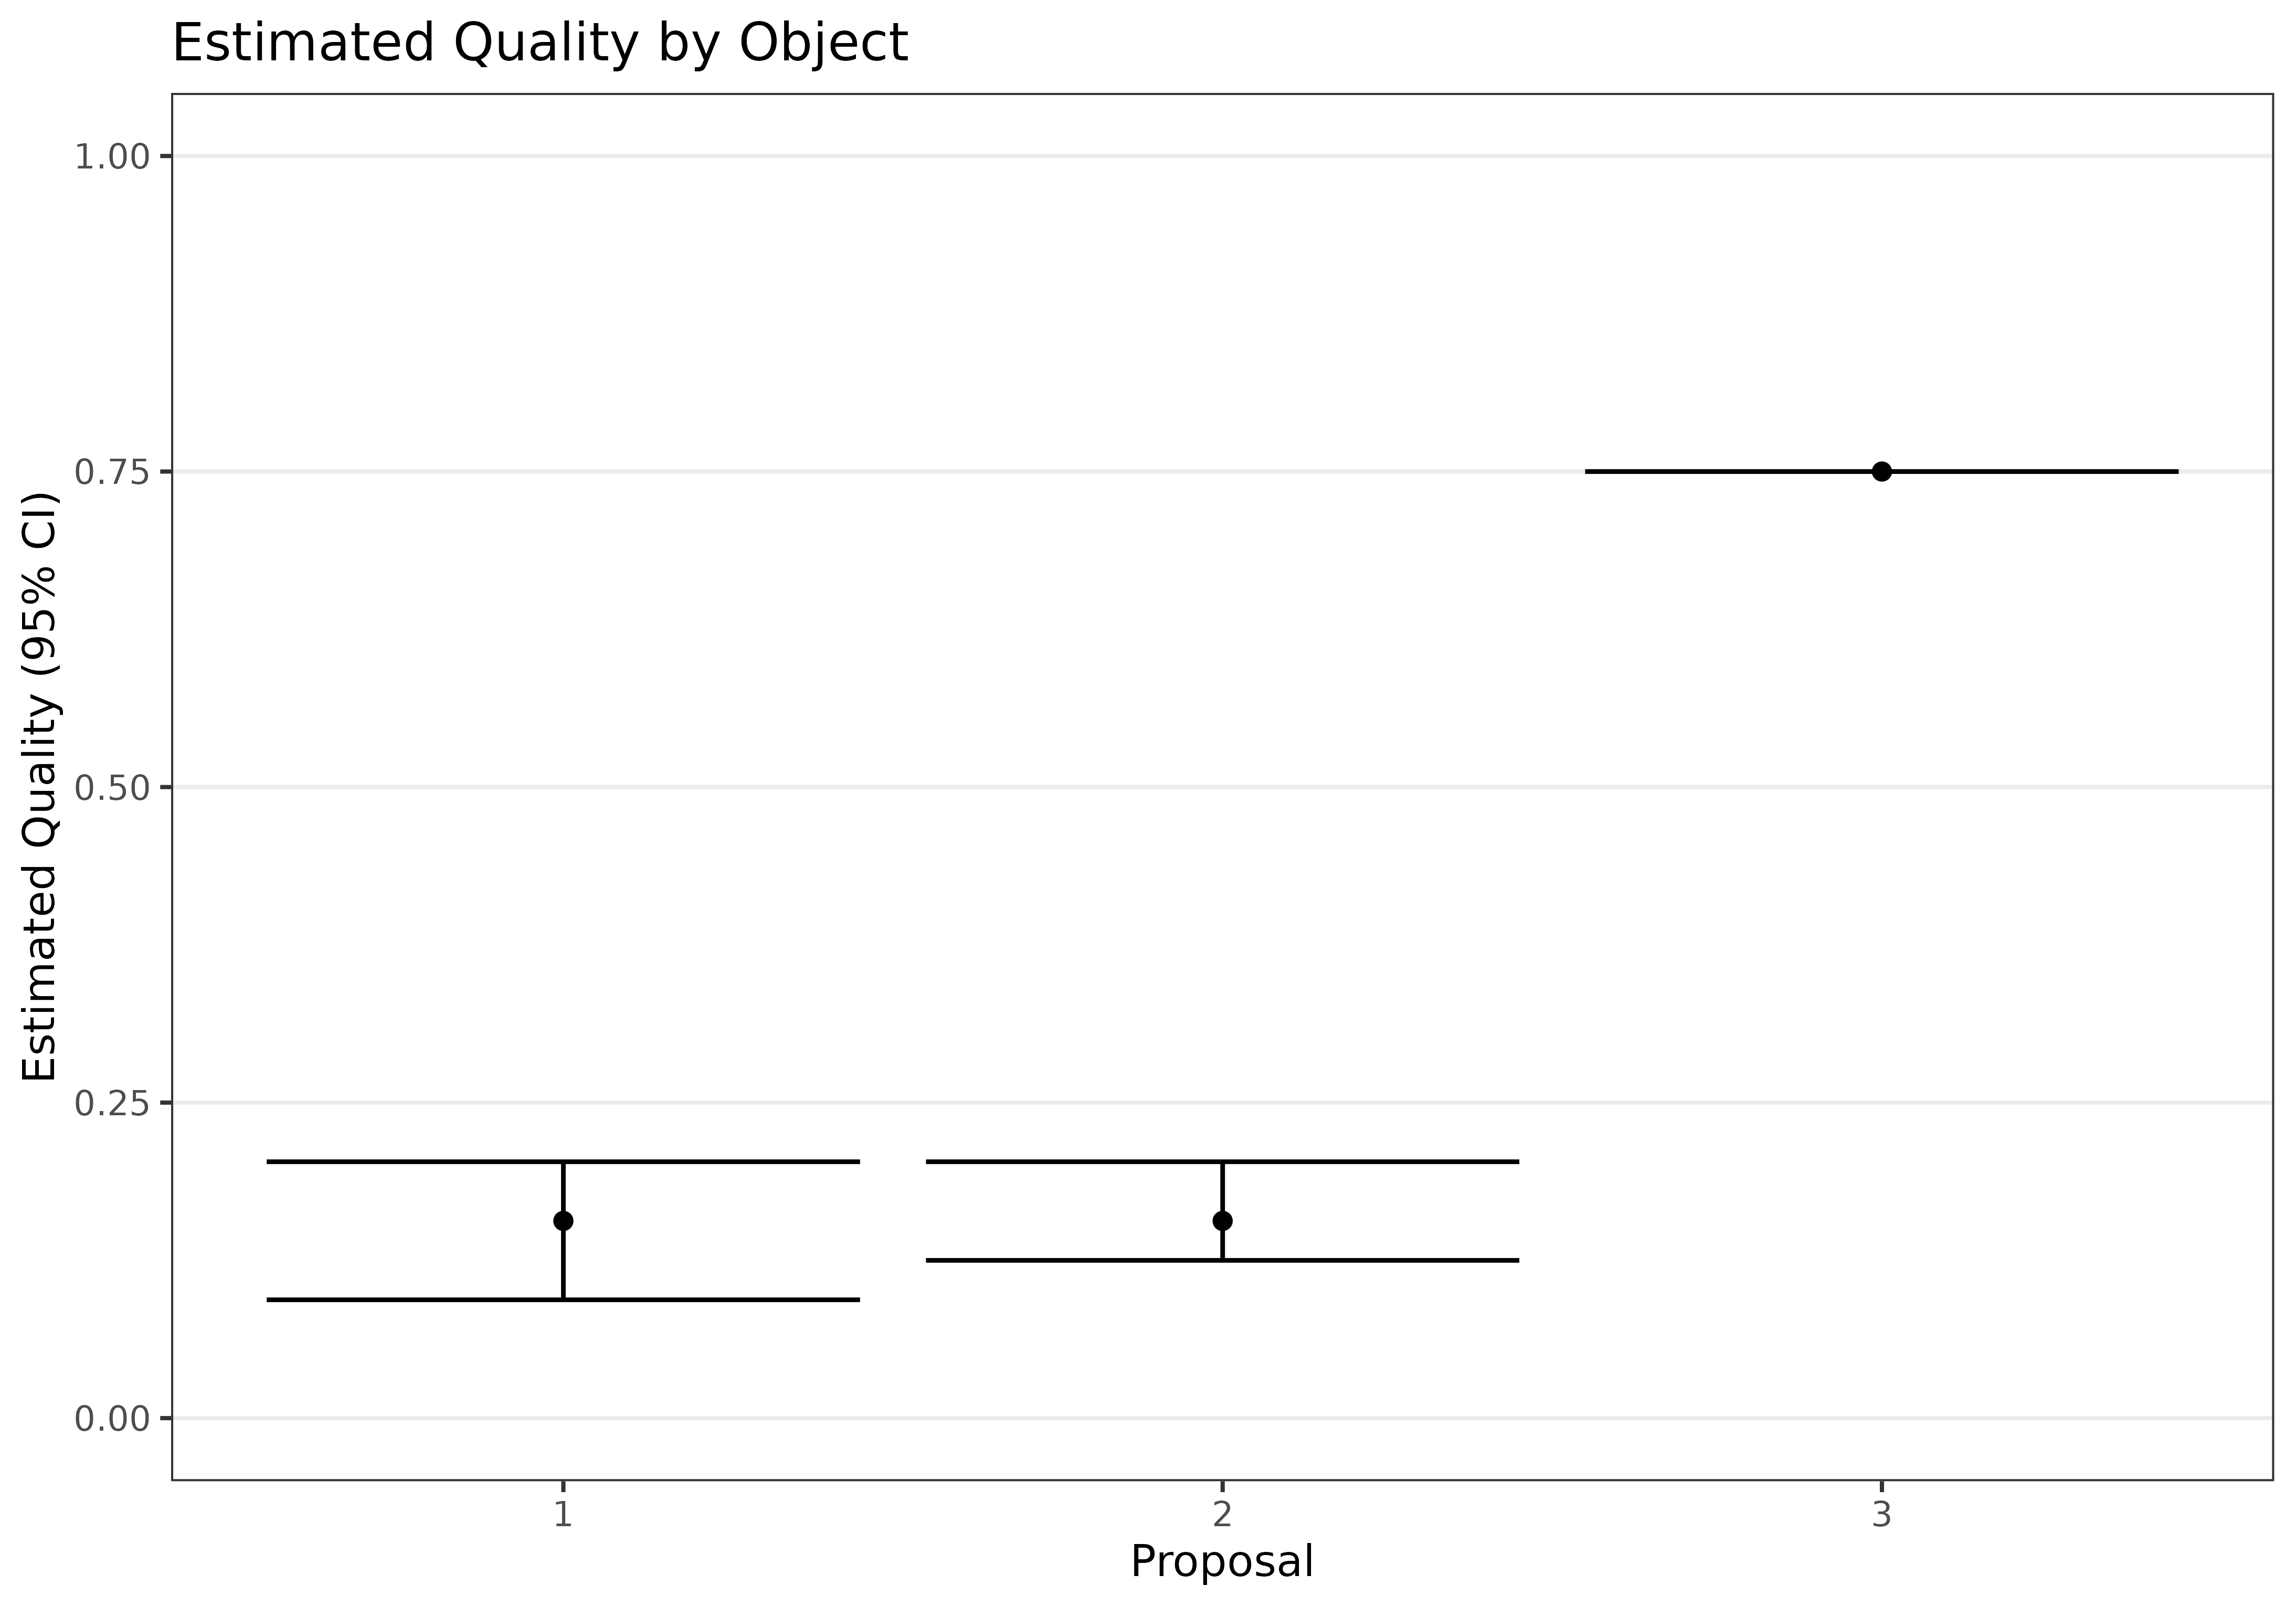 Estimated Quality by Object
Estimated Quality (95% CI)
1.00
0.75
0.50
0.25
0.00
1
2
3
Proposal